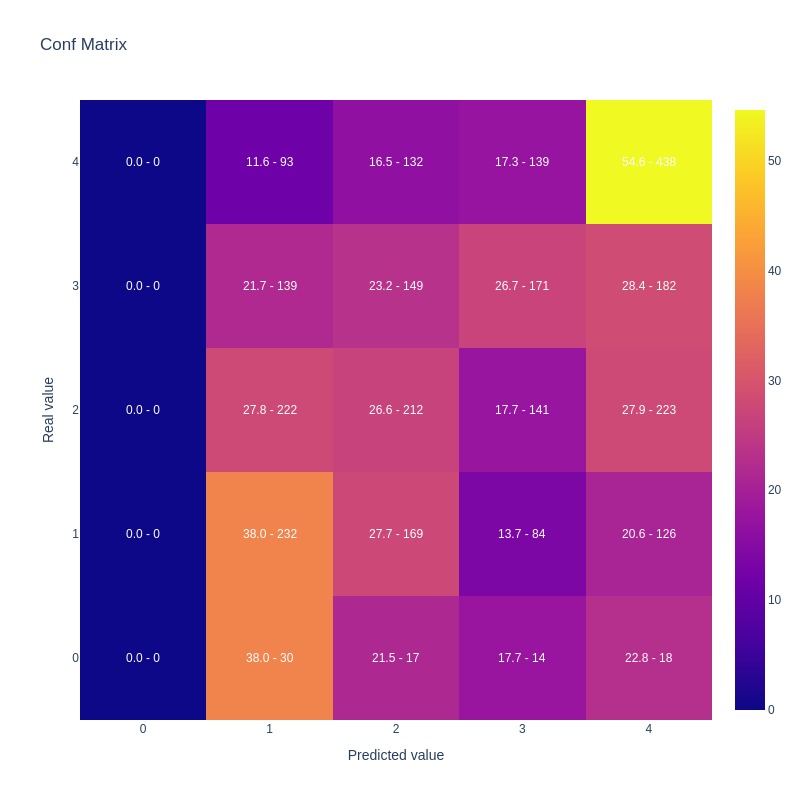 Conf Matrix
4 0.0 - 0 11.6 - 93 16.5 - 132 17.3 - 139 54.6 - 438
3 0.0 - 0 21.7 - 139 23.2 - 149 26.7 - 171 28.4 - 182
2 0.0 - 0 27.8 - 222 26.6 - 212 17.7 - 141 27.9 - 223
1 0.0 - 0 38.0 - 232 27.7 - 169 13.7 - 84 20.6 - 126
0 0.0 - 0 38.0 - 30 21.5 - 17 17.7 - 14 22.8 - 18
0 1 2 3 4
Predicted value
Real value
50
40
30
20
10
0